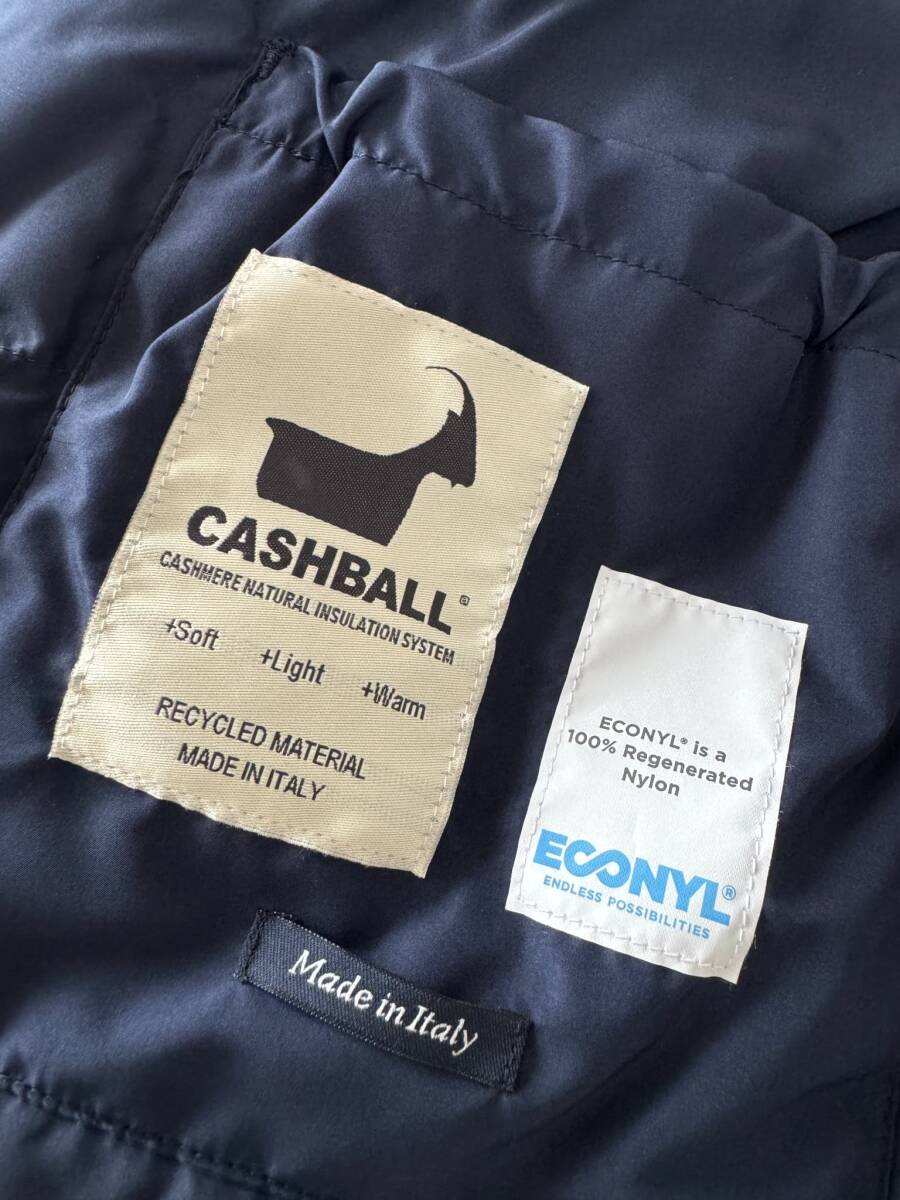 CASHBALL®
CASHMERE NATURAL INSULATION SYSTEM
+Soft +Light +Warm
RECYCLED MATERIAL
MADE IN ITALY
ECONYL® is a
100% Regenerated
Nylon
ECONYL®
ENDLESS POSSIBILITIES
Made in Italy